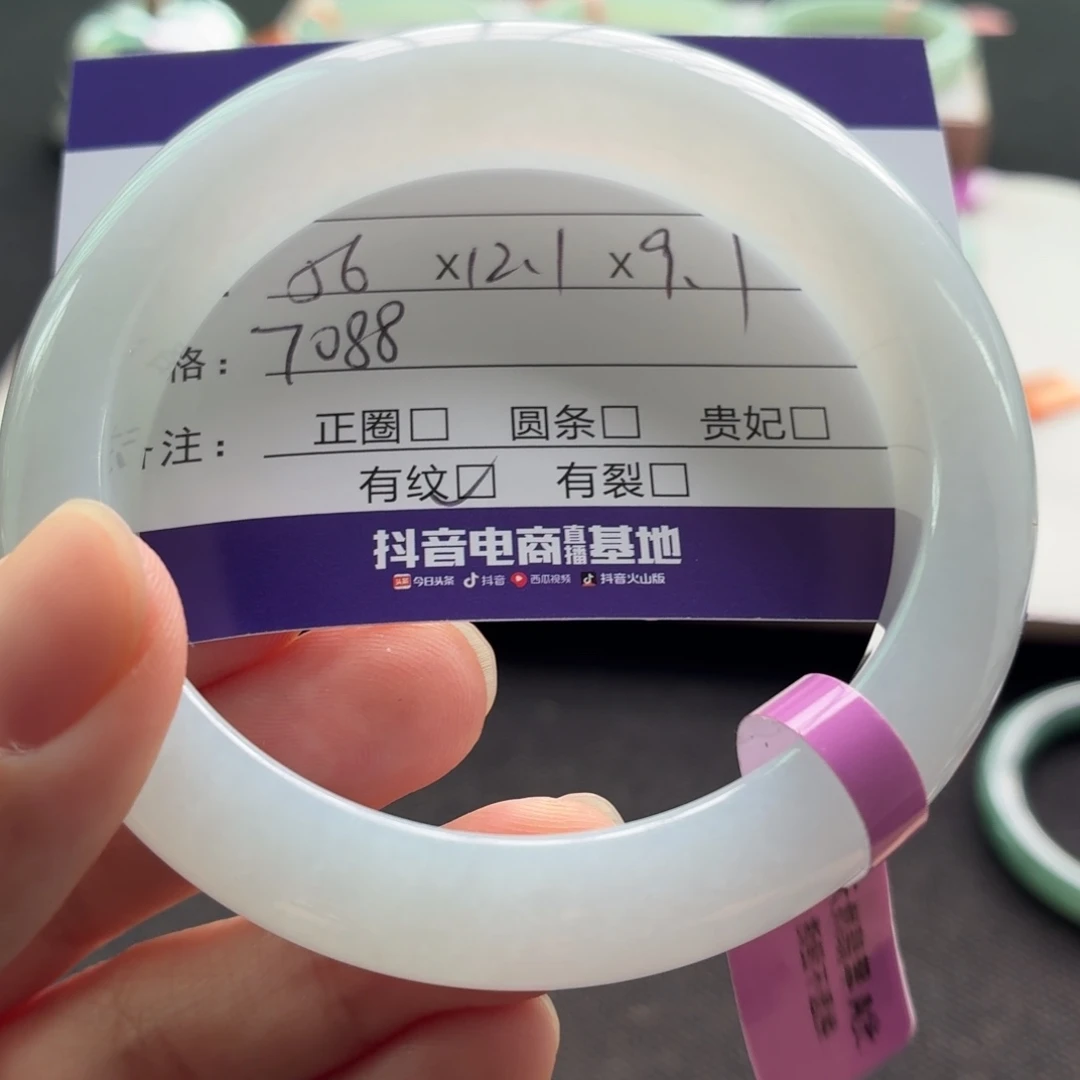 56 x12.1 x9.1
格: 7088
注: 正圈□ 圆条□ 贵妃□
有纹☑ 有裂□
抖音电商直播基地
头条 今日头条 抖音 西瓜视频 抖音火山版